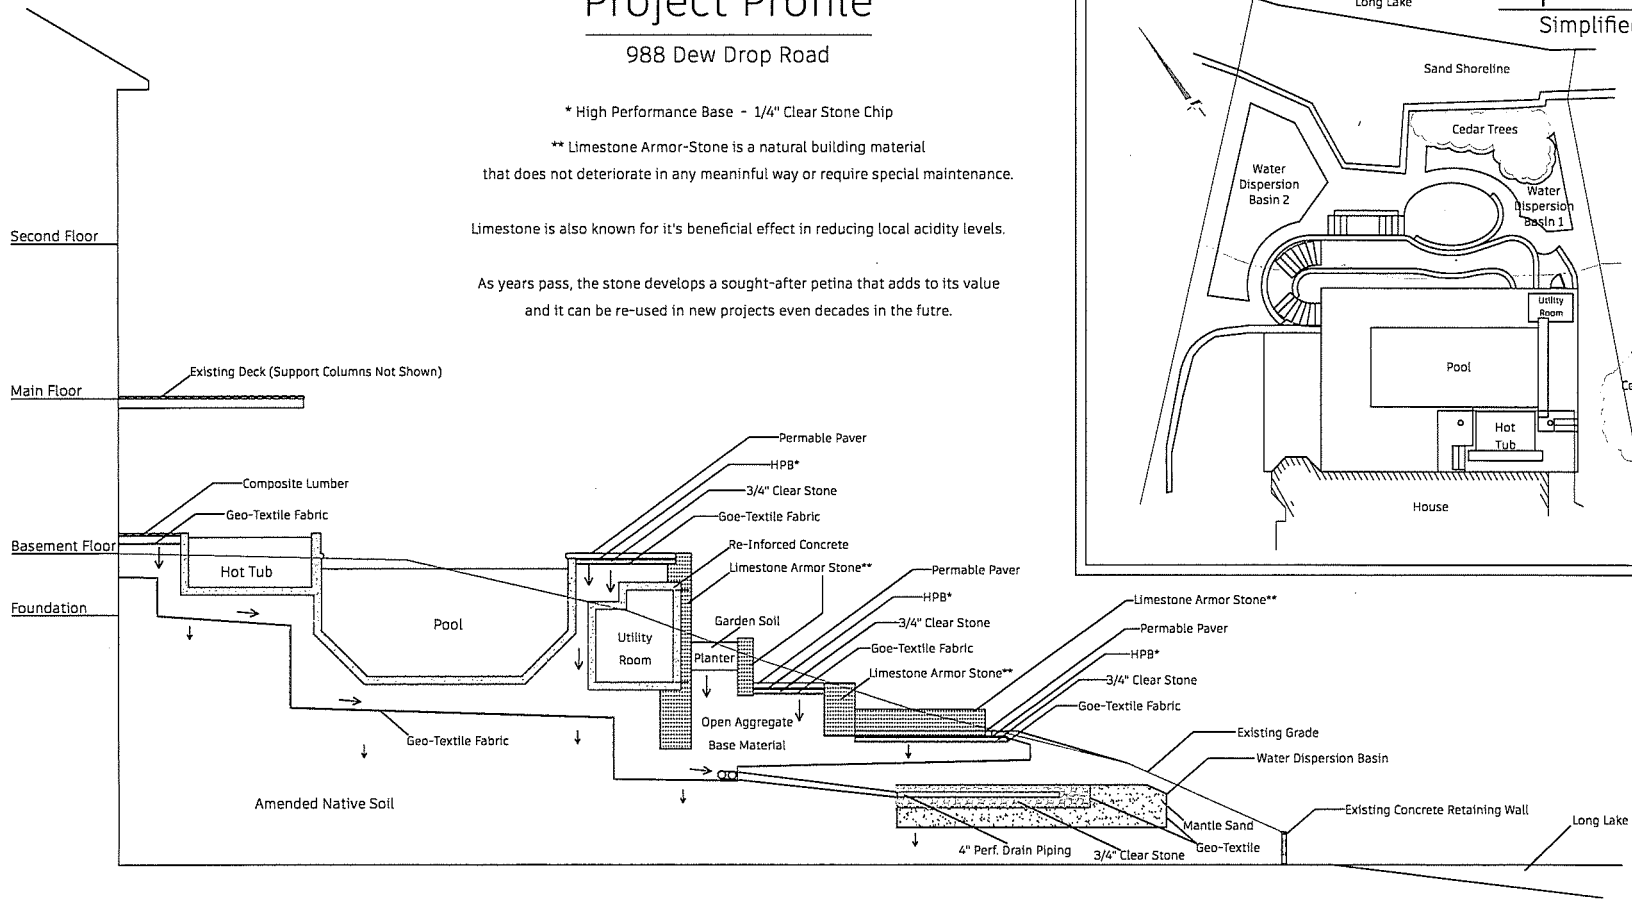 Project Profile
988 Dew Drop Road
* High Performance Base - 1/4" Clear Stone Chip
** Limestone Armor-Stone is a natural building material
that does not deteriorate in any meaninful way or require special maintenance.
Limestone is also known for it's beneficial effect in reducing local acidity levels.
As years pass, the stone develops a sought-after petina that adds to its value
and it can be re-used in new projects even decades in the futre.
Second Floor
Main Floor
Basement Floor
Foundation
Existing Deck (Support Columns Not Shown)
Composite Lumber
Geo-Textile Fabric
Hot Tub
Pool
Geo-Textile Fabric
Amended Native Soil
Permable Paver
HPB*
3/4" Clear Stone
Goe-Textile Fabric
Re-Inforced Concrete
Limestone Armor Stone**
Utility
Room
Garden Soil
Planter
Open Aggregate
Base Material
Permable Paver
HPB*
3/4" Clear Stone
Goe-Textile Fabric
Limestone Armor Stone**
Limestone Armor Stone**
Permable Paver
HPB*
3/4" Clear Stone
Goe-Textile Fabric
Existing Grade
Water Dispersion Basin
Existing Concrete Retaining Wall
Long Lake
Mantle Sand
Geo-Textile
3/4" Clear Stone
4" Perf. Drain Piping
Long Lake
Simplifie
Sand Shoreline
Cedar Trees
Water
Dispersion
Basin 2
Water
Dispersion
Basin 1
Utility
Room
Pool
Hot
Tub
House